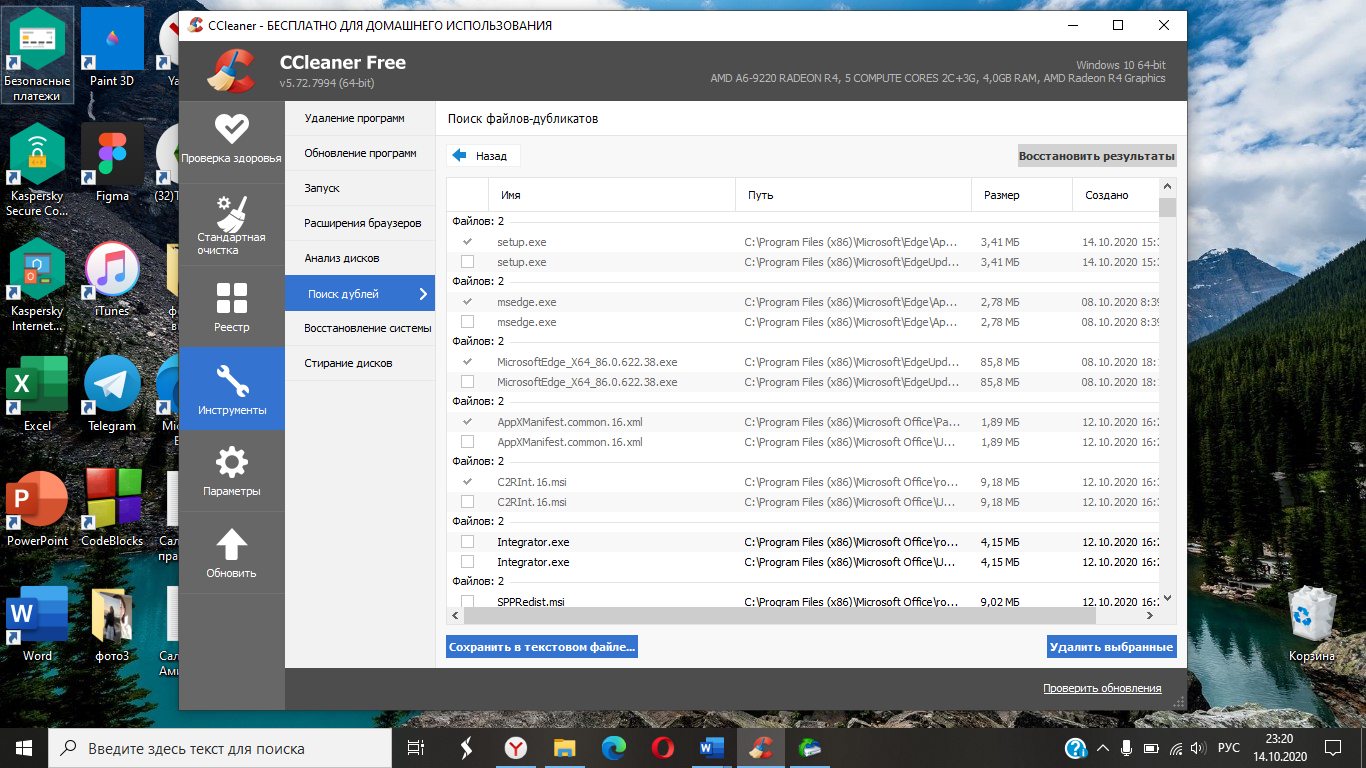 CCleaner - БЕСПЛАТНО ДЛЯ ДОМАШНЕГО ИСПОЛЬЗОВАНИЯ
CCleaner Free
v5.72.7994 (64-bit)
Windows 10 64-bit
AMD A6-9220 RADEON R4, 5 COMPUTE CORES 2C+3G, 4,0GB RAM, AMD Radeon R4 Graphics
Безопасные
платежи
Paint 3D
Ya
Kaspersky
Secure Co...
Figma
(32)T
Kaspersky
Internet...
iTunes
Excel
Telegram
PowerPoint
CodeBlocks
Сал
пра
Word
фото3
Сал
Ами
Проверка здоровья
Стандартная
очистка
Реестр
Инструменты
Параметры
Обновить
Удаление программ
Обновление программ
Запуск
Расширения браузеров
Анализ дисков
Поиск дублей
Восстановление системы
Стирание дисков
Поиск файлов-дубликатов
Назад
Восстановить результаты
Имя Путь Размер Создано
Файлов: 2
setup.exe C:\Program Files (x86)\Microsoft\Edge\Ap... 3,41 МБ 14.10.2020 15:
setup.exe C:\Program Files (x86)\Microsoft\EdgeUpd... 3,41 МБ 14.10.2020 15:
Файлов: 2
msedge.exe C:\Program Files (x86)\Microsoft\Edge\Ap... 2,78 МБ 08.10.2020 8:39
msedge.exe C:\Program Files (x86)\Microsoft\Edge\Ap... 2,78 МБ 08.10.2020 8:39
Файлов: 2
MicrosoftEdge_X64_86.0.622.38.exe C:\Program Files (x86)\Microsoft\EdgeUpd... 85,8 МБ 08.10.2020 18:
MicrosoftEdge_X64_86.0.622.38.exe C:\Program Files (x86)\Microsoft\EdgeUpd... 85,8 МБ 08.10.2020 18:
Файлов: 2
AppXManifest.common.16.xml C:\Program Files (x86)\Microsoft Office\Pa... 1,89 МБ 12.10.2020 16:
AppXManifest.common.16.xml C:\Program Files (x86)\Microsoft Office\U... 1,89 МБ 12.10.2020 16:
Файлов: 2
C2RInt.16.msi C:\Program Files (x86)\Microsoft Office\ro... 9,18 МБ 12.10.2020 16:
C2RInt.16.msi C:\Program Files (x86)\Microsoft Office\U... 9,18 МБ 12.10.2020 16:
Файлов: 2
Integrator.exe C:\Program Files (x86)\Microsoft Office\ro... 4,15 МБ 12.10.2020 16:
Integrator.exe C:\Program Files (x86)\Microsoft Office\U... 4,15 МБ 12.10.2020 16:
Файлов: 2
SPPRedist.msi C:\Program Files (x86)\Microsoft Office\ro... 9,02 МБ 12.10.2020 16:
Сохранить в текстовом файле...
Удалить выбранные
Проверить обновления
Корзина
Введите здесь текст для поиска
РУС
23:20
14.10.2020